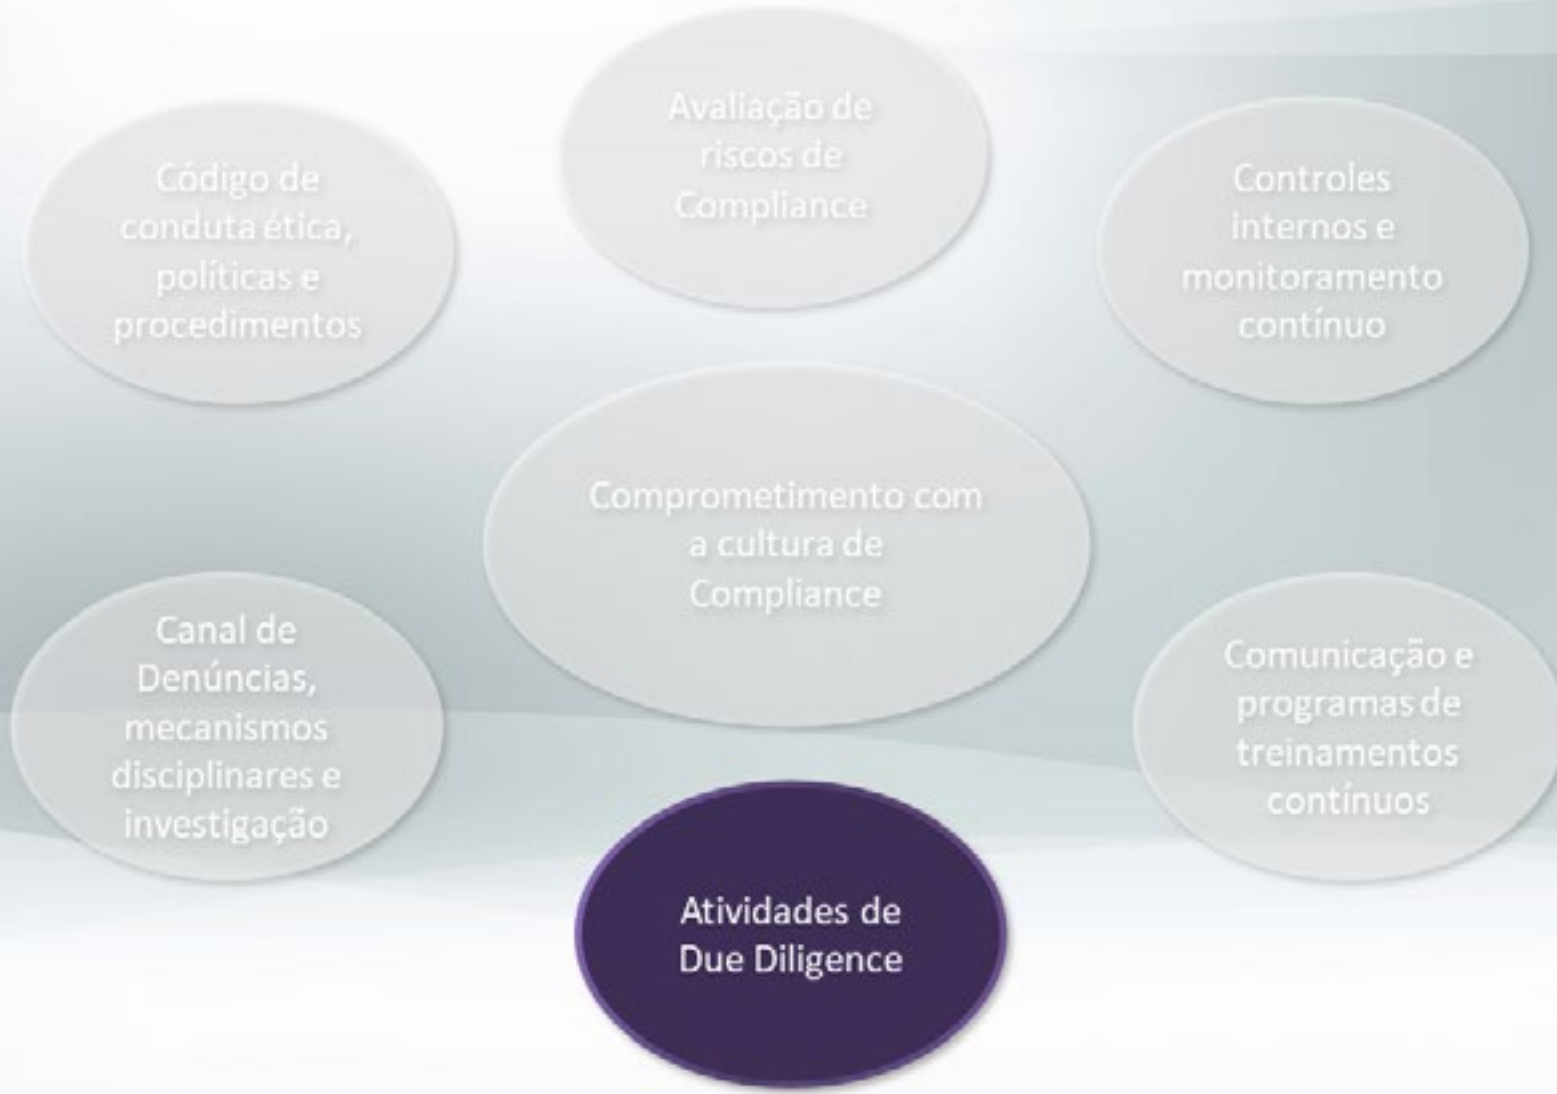 Avaliação de
riscos de
Compliance
Código de
conduta ética,
políticas e
procedimentos
Controles
internos e
monitoramento
contínuo
Comprometimento com
a cultura de
Compliance
Canal de
Denúncias,
mecanismos
disciplinares e
investigação
Comunicação e
programas de
treinamentos
contínuos
Atividades de
Due Diligence